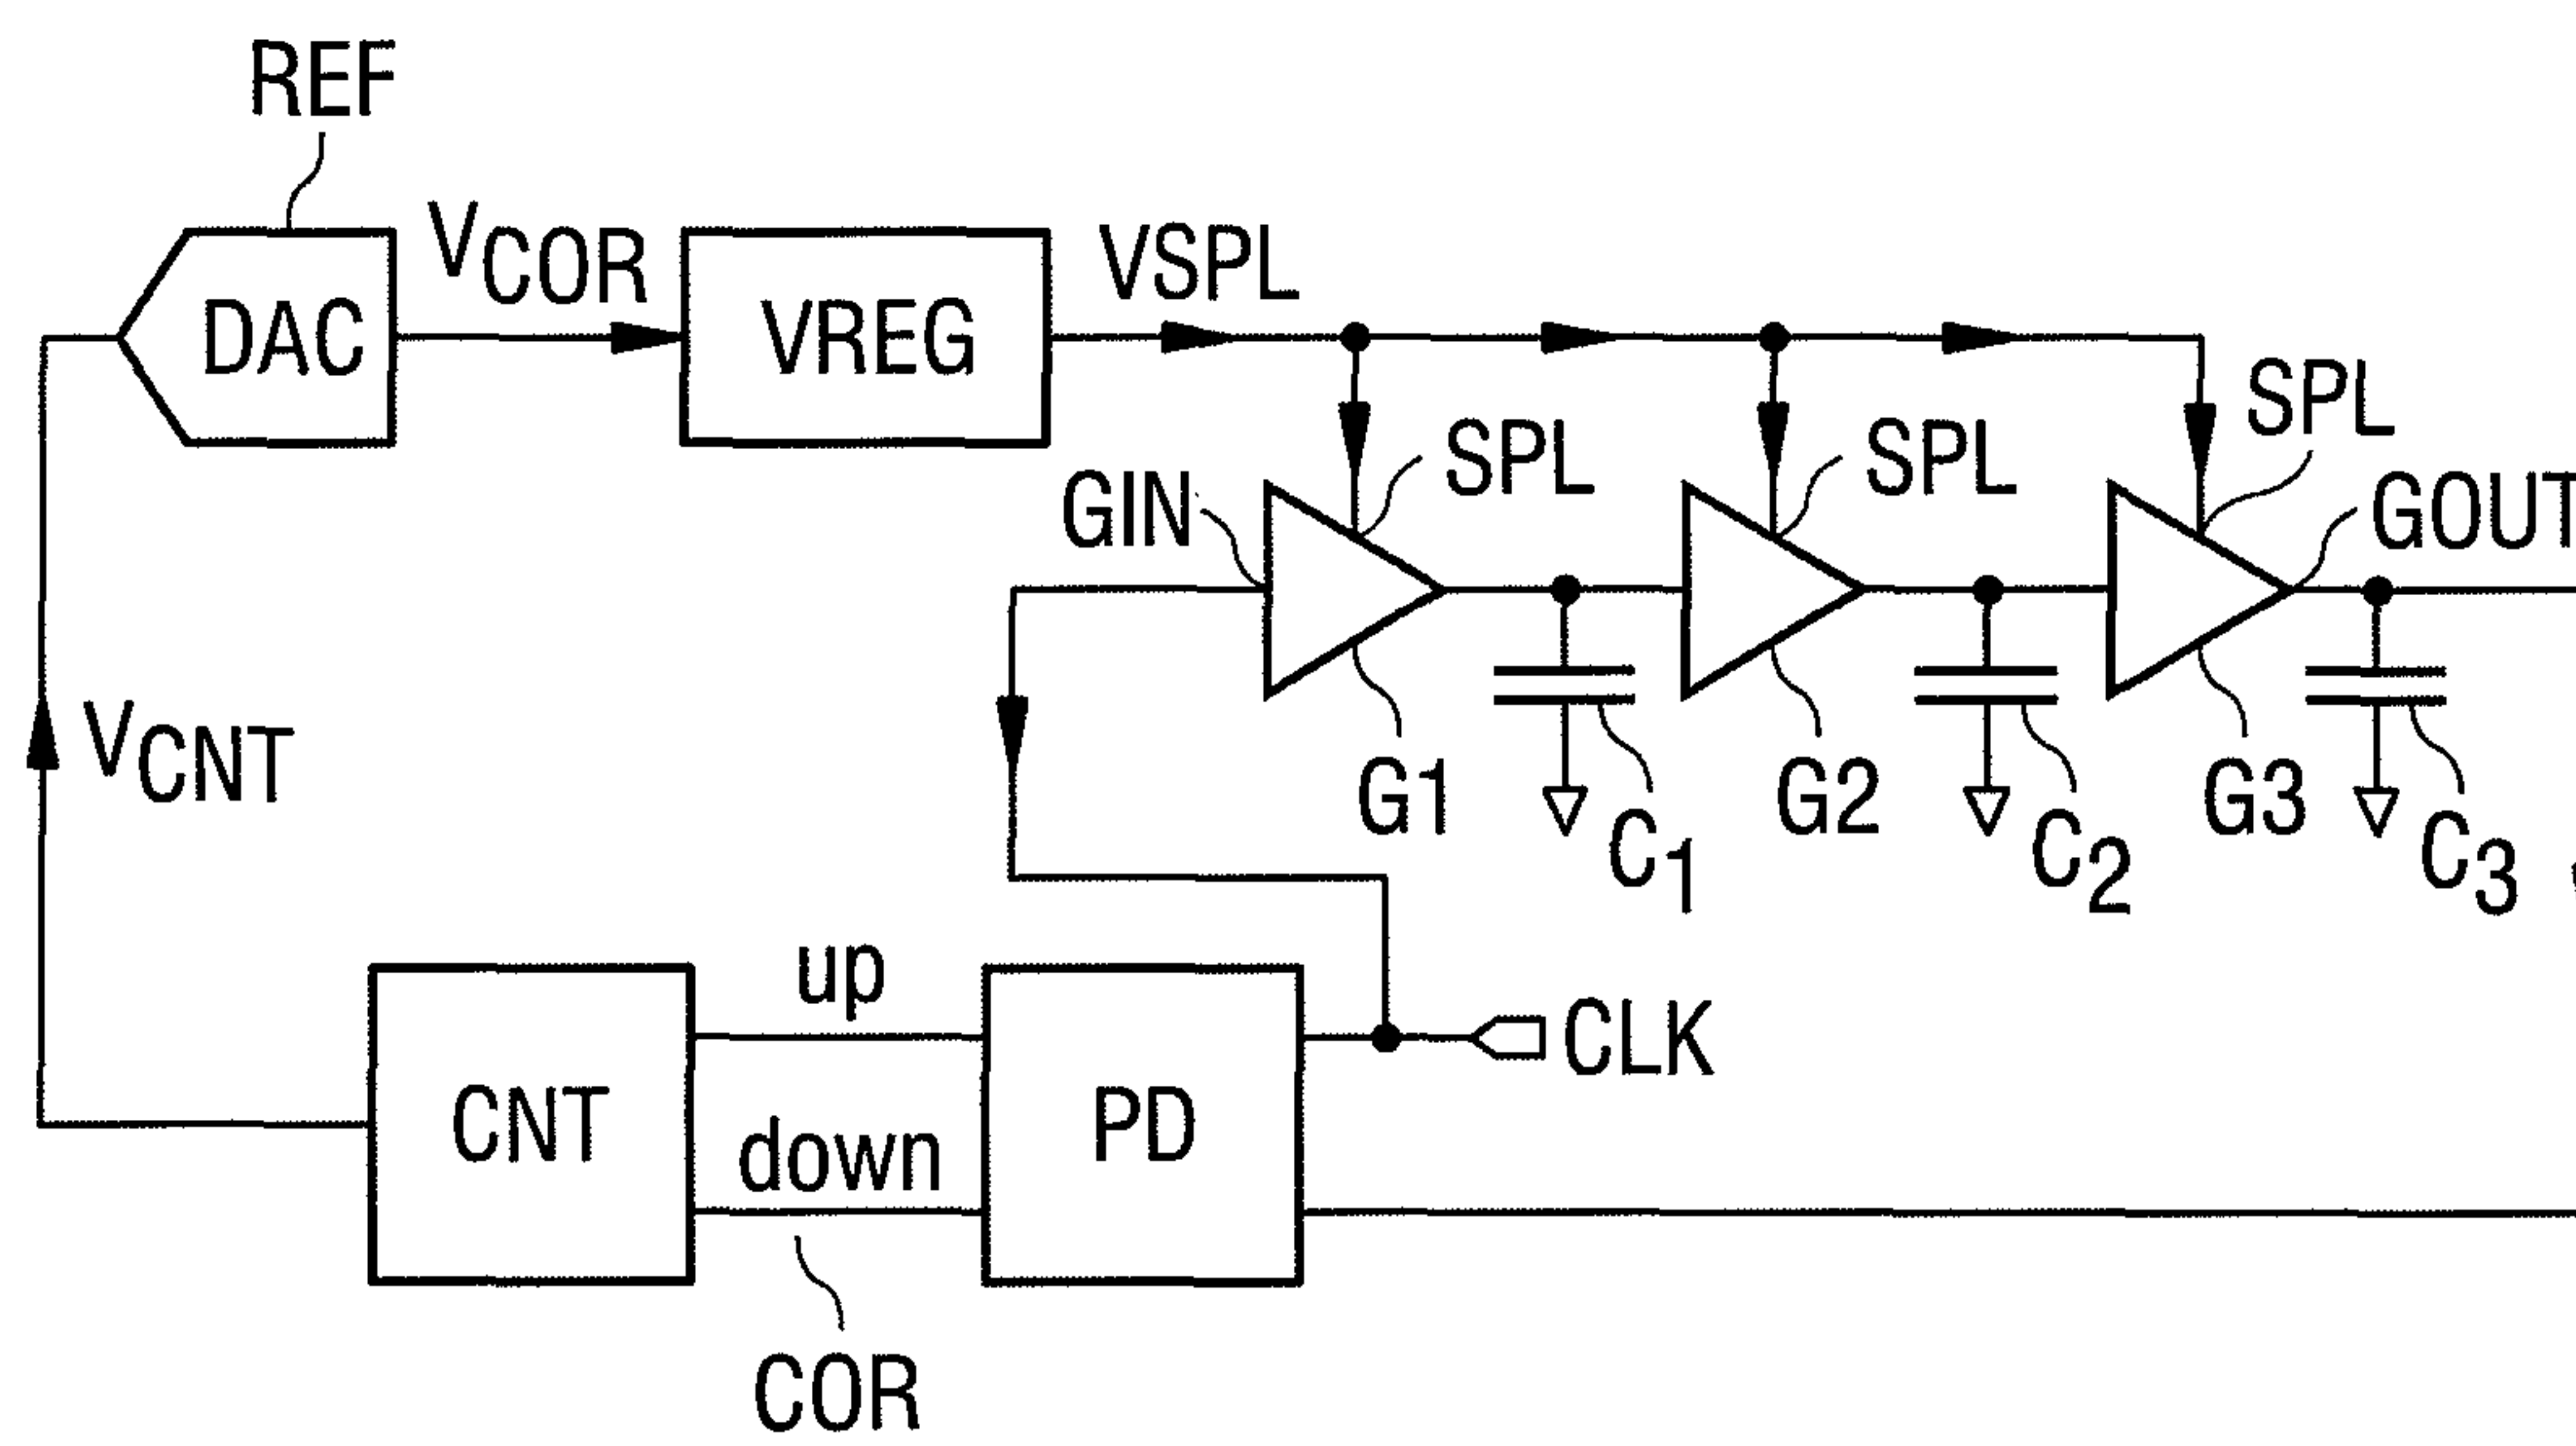 REF
DAC
VCOR
VREG
VSPL
SPL
SPL
SPL
GIN
GOUT
VCNT
G1
C1
G2
C2
G3
C3
up
CLK
CNT
down
PD
COR